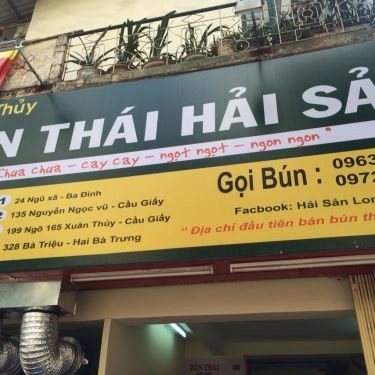 Thủy
N THÁI HẢI SẢ
Chua chua - cay cay - ngọt ngọt - ngon ngon "
1 24 Ngũ xã - Ba Đình
2 135 Nguyễn Ngọc vũ - Cầu Giấy
199 Ngõ 165 Xuân Thủy - Cầu Giấy
328 Bà Triệu - Hai Bà Trưng
Gọi Bún : 0963
0972
Facbook: Hải Sản Lon
“ Địa chỉ đầu tiên bán bún th
BÚN THÁI